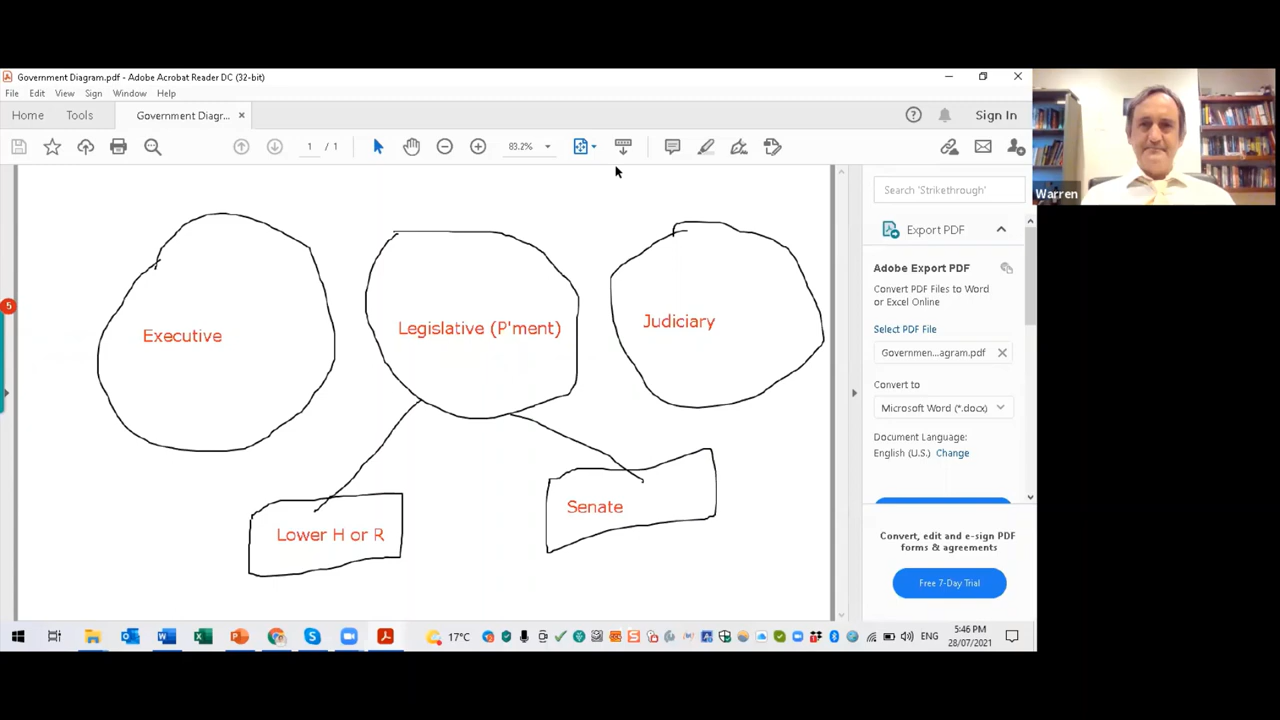 Government Diagram.pdf - Adobe Acrobat Reader DC (32-bit)
File Edit View Sign Window Help
Home Tools Government Diagr... Sign In
1 / 1 83.2%
Warren
Search 'Strikethrough'
Export PDF
Adobe Export PDF
Convert PDF Files to Word
or Excel Online
Select PDF File
Governmen...agram.pdf
Convert to
Microsoft Word (*.docx)
Document Language:
English (U.S.) Change
Convert, edit and e-sign PDF
forms & agreements
Free 7-Day Trial
5
Executive
Legislative (P'ment)
Judiciary
Lower H or R
Senate
17°C ENG
5:46 PM
28/07/2021